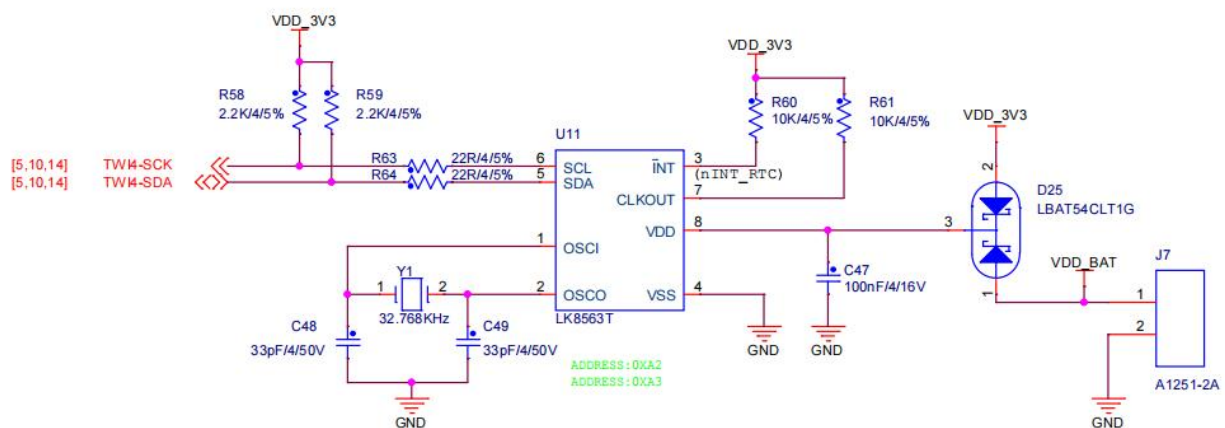 VDD_3V3
R58
2.2K/4/5%
R59
2.2K/4/5%
[5,10,14] TWI4-SCK
[5,10,14] TWI4-SDA
R63 22R/4/5%
R64 22R/4/5%
U11
6 SCL
5 SDA
1 OSCI
2 OSCO
LK8563T
INT 3
(nINT_RTC)
CLKOUT 7
VDD 8
VSS 4
VDD_3V3
R60
10K/4/5%
R61
10K/4/5%
Y1
1 2
32.768KHz
C48
33pF/4/50V
C49
33pF/4/50V
GND
ADDRESS:0XA2
ADDRESS:0XA3
GND
C47
100nF/4/16V
GND
VDD_3V3
2
3
1
D25
LBAT54CLT1G
VDD_BAT
J7
1
2
A1251-2A
GND